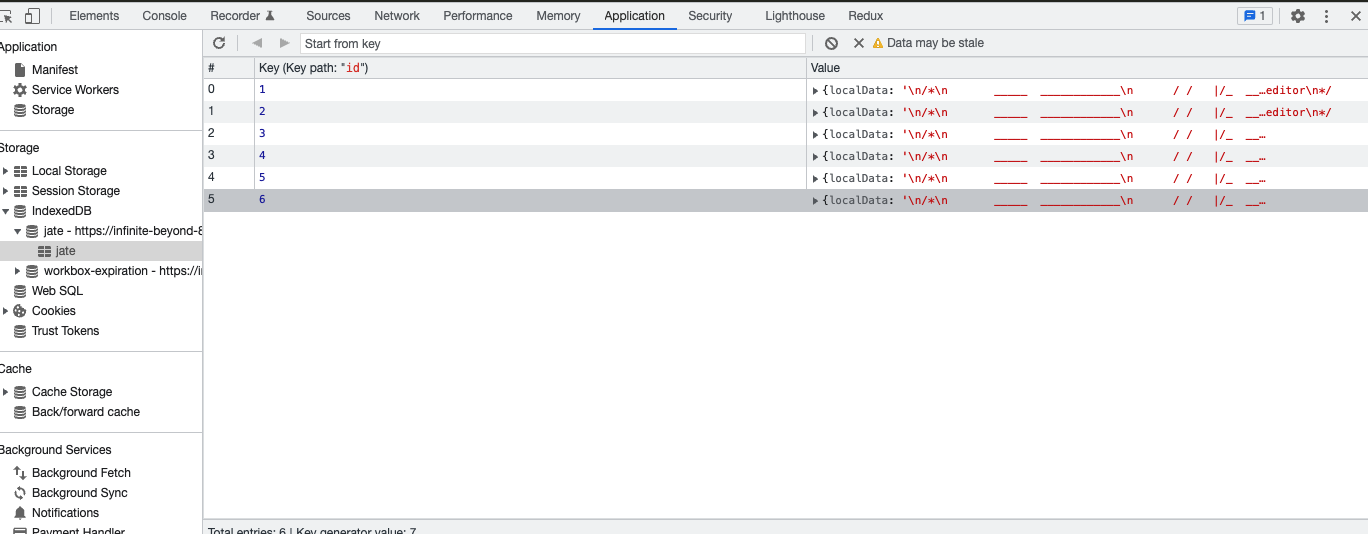 Elements Console Recorder Sources Network Performance Memory Application Security Lighthouse Redux 1
Application
Manifest
Service Workers
Storage
Storage
Local Storage
Session Storage
IndexedDB
jate - https://infinite-beyond-8
jate
workbox-expiration - https://i
Web SQL
Cookies
Trust Tokens
Cache
Cache Storage
Back/forward cache
Background Services
Background Fetch
Background Sync
Notifications
Payment Handler
Start from key Data may be stale
# Key (Key path: "id") Value
0 1 {localData: '\n/*\n _____ ____________\n / / |/_ __…editor\n*/
1 2 {localData: '\n/*\n _____ ____________\n / / |/_ __…editor\n*/
2 3 {localData: '\n/*\n _____ ____________\n / / |/_ __…
3 4 {localData: '\n/*\n _____ ____________\n / / |/_ __…
4 5 {localData: '\n/*\n _____ ____________\n / / |/_ __…
5 6 {localData: '\n/*\n _____ ____________\n / / |/_ __…
Total entries: 6 | Key generator value: 7